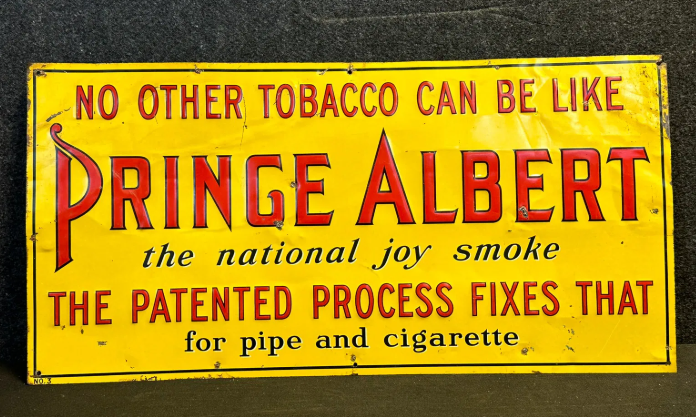 NO OTHER TOBACCO CAN BE LIKE
PRINGE ALBERT
the national joy smoke
THE PATENTED PROCESS FIXES THAT
for pipe and cigarette
NO. 3